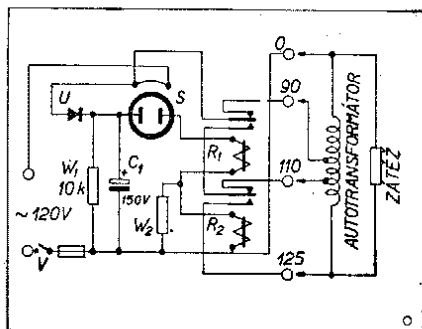 0
90
U
S
W₁
10k
C₁
+
150V
R₁
110
~120V
W₂
R₂
V
125
AUTOTRANSFORMÁTOR
ZÁTĚŽ